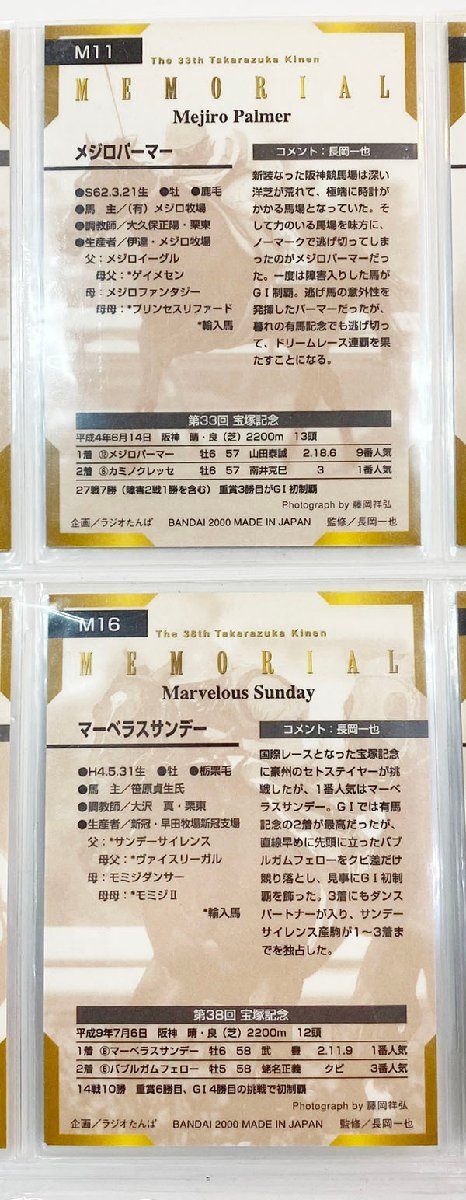 M11
The 33th Takarazuka Kinen
MEMORIAL
Mejiro Palmer
メジロパーマー
コメント：長岡一也
●S62.3.21生 ●牡 ●鹿毛
●馬 主／（有）メジロ牧場
●調教師／大久保正陽・栗東
●生産者／伊達・メジロ牧場
父：メジロイーグル
母父：*ゲイメセン
母：メジロファンタジー
母母：*プリンセスリファード
*輸入馬
新装なった阪神競馬場は深い
洋芝が荒れて、極端に時計が
かかる馬場となっていた。そ
して力のいる馬場を味方に、
ノーマークで逃げ切ってしま
ったのがメジロパーマーだっ
た。一度は障害入りした馬が
GⅠ制覇。逃げ馬の意外性を
発揮したパーマーだったが、
暮れの有馬記念でも逃げ切っ
て、ドリームレース連覇を果
たすことになる。
第33回 宝塚記念
平成4年6月14日 阪神 晴・良（芝）2200m 13頭
1着 ⑬メジロパーマー 牡6 57 山田泰誠 2.18.6 9番人気
2着 ⑥カミノクレッセ 牡6 57 南井克巳 3 1番人気
27戦7勝（障害2戦1勝を含む）重賞3勝目がGⅠ初制覇
Photograph by 藤岡祥弘
企画／ラジオたんぱ BANDAI 2000 MADE IN JAPAN 監修／長岡一也
M16
The 38th Takarazuka Kinen
MEMORIAL
Marvelous Sunday
マーベラスサンデー
コメント：長岡一也
●H4.5.31生 ●牡 ●栃栗毛
●馬 主／笹原貞生氏
●調教師／大沢 真・栗東
●生産者／新冠・早田牧場新冠支場
父：*サンデーサイレンス
母父：*ヴァイスリーガル
母：モミジダンサー
母母：*モミジⅡ
*輸入馬
国際レースとなった宝塚記念
に豪州のセトステイヤーが挑
戦したが、1番人気はマーベ
ラスサンデー。GⅠでは有馬
記念の2着が最高だったが、
直線早めに先頭に立ったバブ
ルガムフェローをクビ差だけ
競り落とし、見事にGⅠ初制
覇を飾った。3着にもダンス
パートナーが入り、サンデー
サイレンス産駒が1〜3着ま
でを独占した。
第38回 宝塚記念
平成9年7月6日 阪神 晴・良（芝）2200m 12頭
1着 ⑧マーベラスサンデー 牡6 58 武 豊 2.11.9 1番人気
2着 ⑥バブルガムフェロー 牡5 58 蛯名正義 クビ 3番人気
14戦10勝 重賞6勝目、GⅠ4勝目の挑戦で初制覇
Photograph by 藤岡祥弘
企画／ラジオたんぱ BANDAI 2000 MADE IN JAPAN 監修／長岡一也